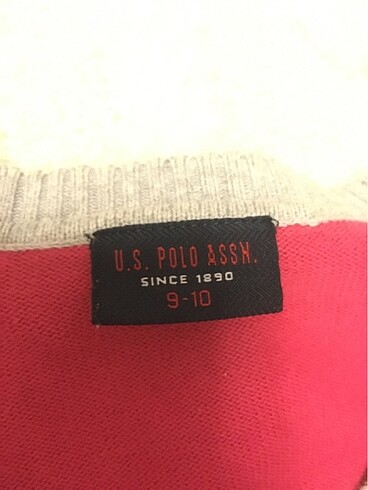 U.S. POLO ASSN.
SINCE 1890
9-10